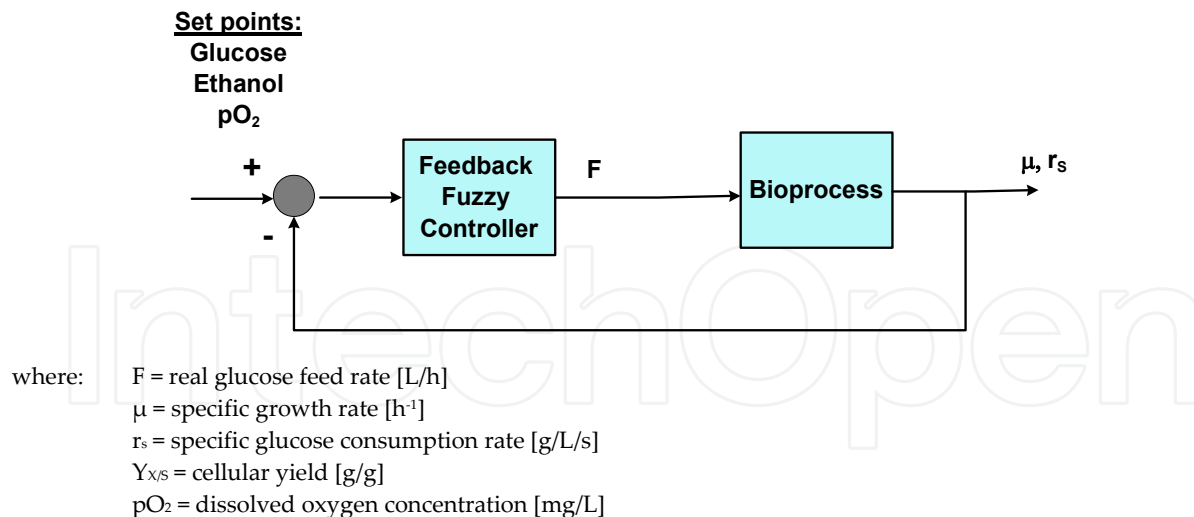 Set points:
Glucose
Ethanol
pO₂
+
-
Feedback
Fuzzy
Controller
F
Bioprocess
μ, rₛ
IntechOpen
where:
F = real glucose feed rate [L/h]
μ = specific growth rate [h⁻¹]
rₛ = specific glucose consumption rate [g/L/s]
Yₓ/ₛ = cellular yield [g/g]
pO₂ = dissolved oxygen concentration [mg/L]